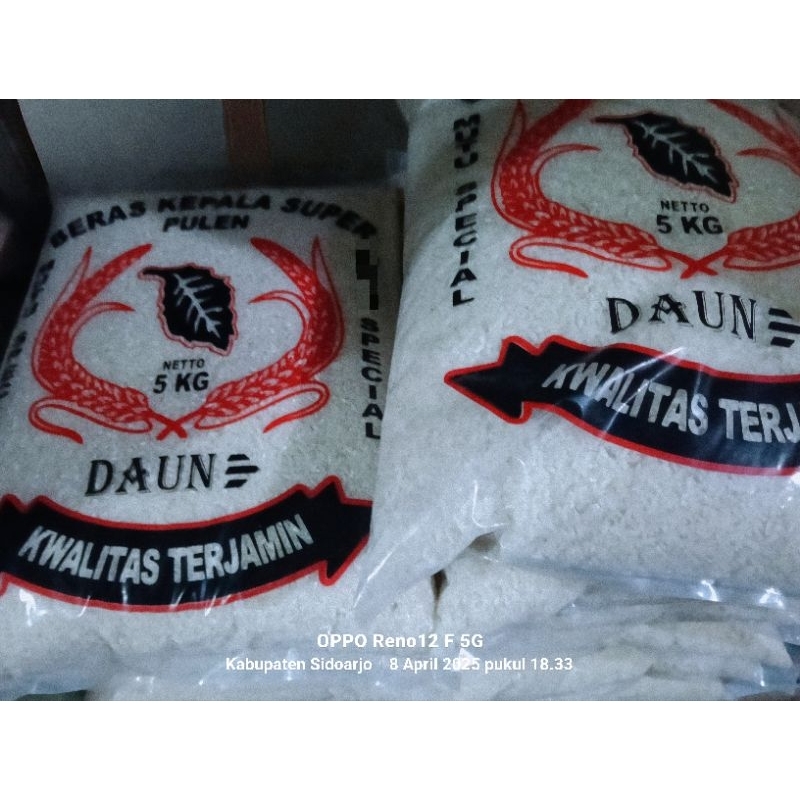 BERAS KEPALA SUPER
PULEN
SPECIAL
NETTO
5 KG
DAUN
KWALITAS TERJAMIN
MUTU SPECIAL
NETTO
5 KG
DAUN
KWALITAS
OPPO Reno12 F 5G
Kabupaten Sidoarjo 8 April 2025 pukul 18.33